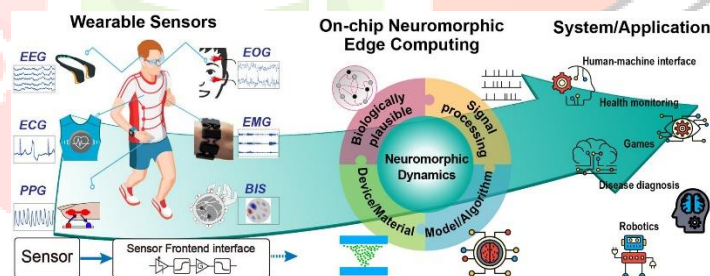 Wearable Sensors
EEG
EOG
ECG
EMG
PPG
BIS
Sensor
Sensor Frontend interface
On-chip Neuromorphic
Edge Computing
Biologically
plausible
Signal
processing
Neuromorphic
Dynamics
Device/Material
Model/Algorithm
System/Application
Human-machine interface
Health monitoring
Games
Disease diagnosis
Robotics